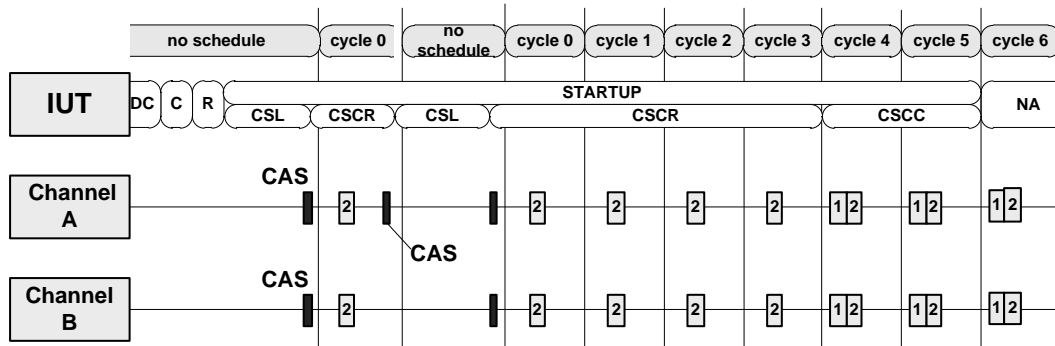 no schedule cycle 0 no schedule cycle 0 cycle 1 cycle 2 cycle 3 cycle 4 cycle 5 cycle 6
IUT DC C R STARTUP NA
CSL CSCR CSL CSCR CSCC
CAS
Channel A 2 2 2 2 2 1 2 1 2 1 2
CAS
CAS
Channel B 2 2 2 2 2 1 2 1 2 1 2